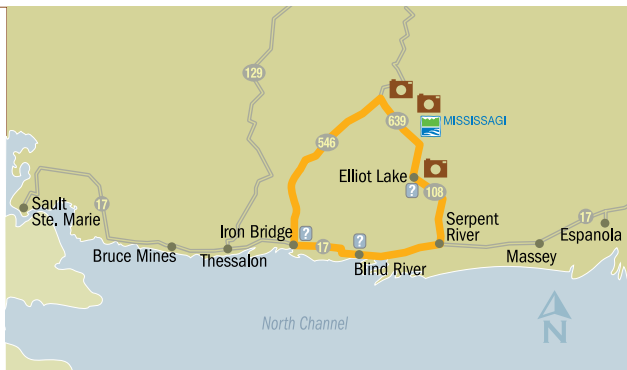 129
546
639
MISSISSAGI
Elliot Lake
?
108
Sault
Ste. Marie
17
Iron Bridge
?
17
?
Serpent
River
17
Espanola
Bruce Mines
Thessalon
Blind River
Massey
North Channel
N